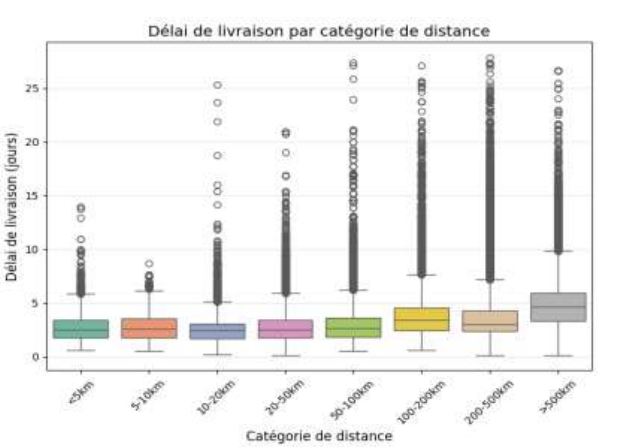 Délai de livraison par catégorie de distance
Délai de livraison (jours)
25
20
15
10
5
0
<5km
5-10km
10-20km
20-50km
50-100km
100-200km
200-500km
>500km
Catégorie de distance